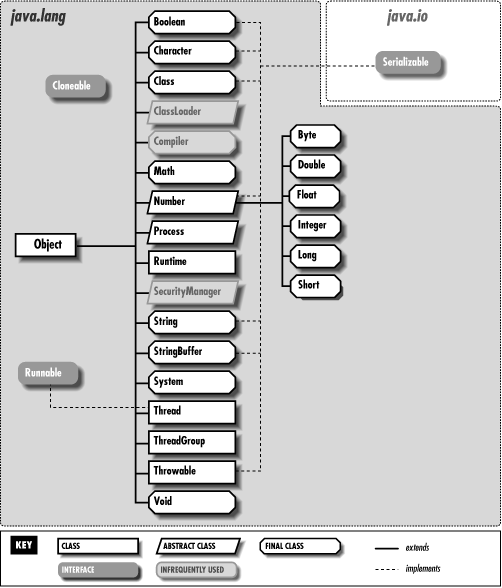 java.lang
java.io
Boolean
Character
Serializable
Class
Cloneable
ClassLoader
Compiler
Byte
Math
Double
Number
Float
Process
Integer
Object
Runtime
Long
SecurityManager
Short
String
StringBuffer
Runnable
System
Thread
ThreadGroup
Throwable
Void
KEY
CLASS
ABSTRACT CLASS
FINAL CLASS
extends
INTERFACE
INFREQUENTLY USED
implements